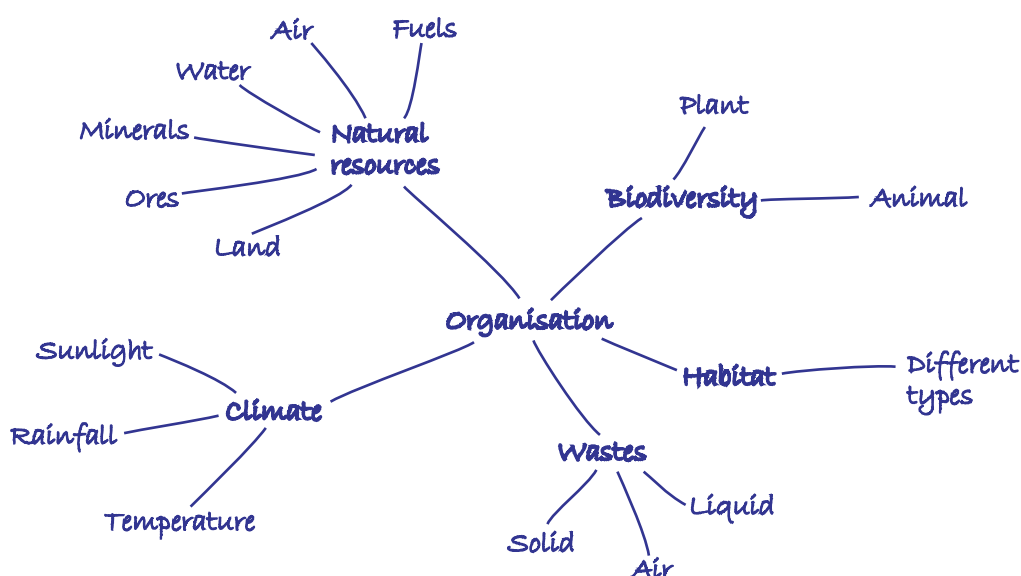 Air
Fuels
Water
Minerals
Natural
resources
Ores
Land
Plant
Biodiversity
Animal
Organisation
Sunlight
Climate
Rainfall
Temperature
Habitat
Different
types
Wastes
Liquid
Solid
Air